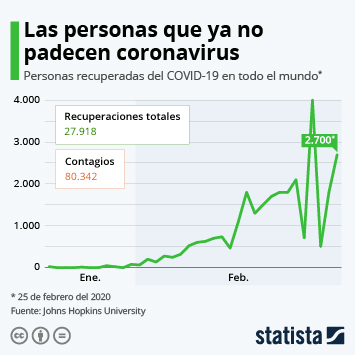 Las personas que ya no
padecen coronavirus
Personas recuperadas del COVID-19 en todo el mundo*
4.000
3.000
2.000
1.000
0
Recuperaciones totales
27.918
Contagios
80.342
2.700*
Ene.
Feb.
* 25 de febrero del 2020
Fuente: Johns Hopkins University
cc
statista